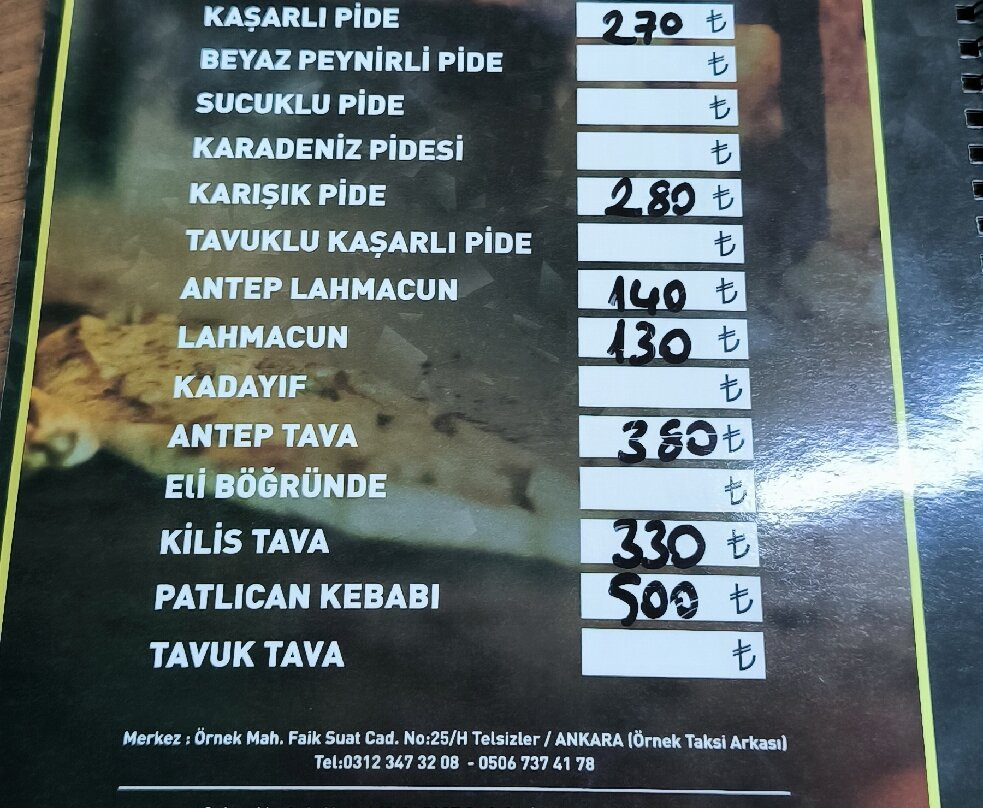 KAŞARLI PİDE 270 ₺
BEYAZ PEYNİRLİ PİDE ₺
SUCUKLU PİDE ₺
KARADENİZ PİDESİ ₺
KARIŞIK PİDE 280 ₺
TAVUKLU KAŞARLI PİDE ₺
ANTEP LAHMACUN 140 ₺
LAHMACUN 130 ₺
KADAYIF ₺
ANTEP TAVA 380 ₺
ELİ BÖĞRÜNDE ₺
KİLİS TAVA 330 ₺
PATLICAN KEBABI 500 ₺
TAVUK TAVA ₺
Merkez : Örnek Mah. Faik Suat Cad. No:25/H Telsizler / ANKARA (Örnek Taksi Arkası)
Tel:0312 347 32 08 - 0506 737 41 78